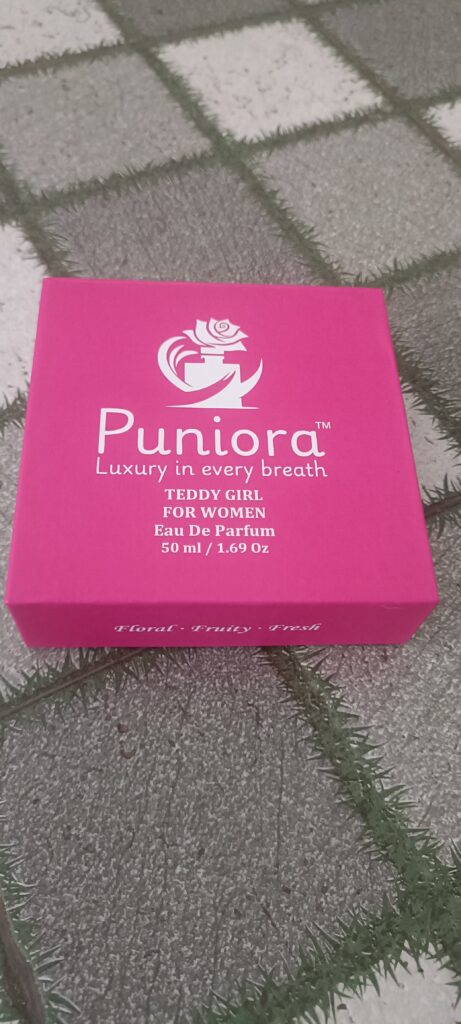 Puniora™
Luxury in every breath
TEDDY GIRL
FOR WOMEN
Eau De Parfum
50 ml / 1.69 Oz
Floral · Fruity · Fresh